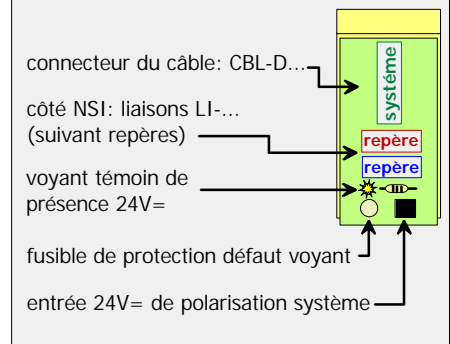 connecteur du câble: CBL-D...
systéme
côté NSI: liaisons LI-...
(suivant repères)
repère
repère
voyant témoin de
présence 24V=
fusible de protection défaut voyant
entrée 24V= de polarisation système